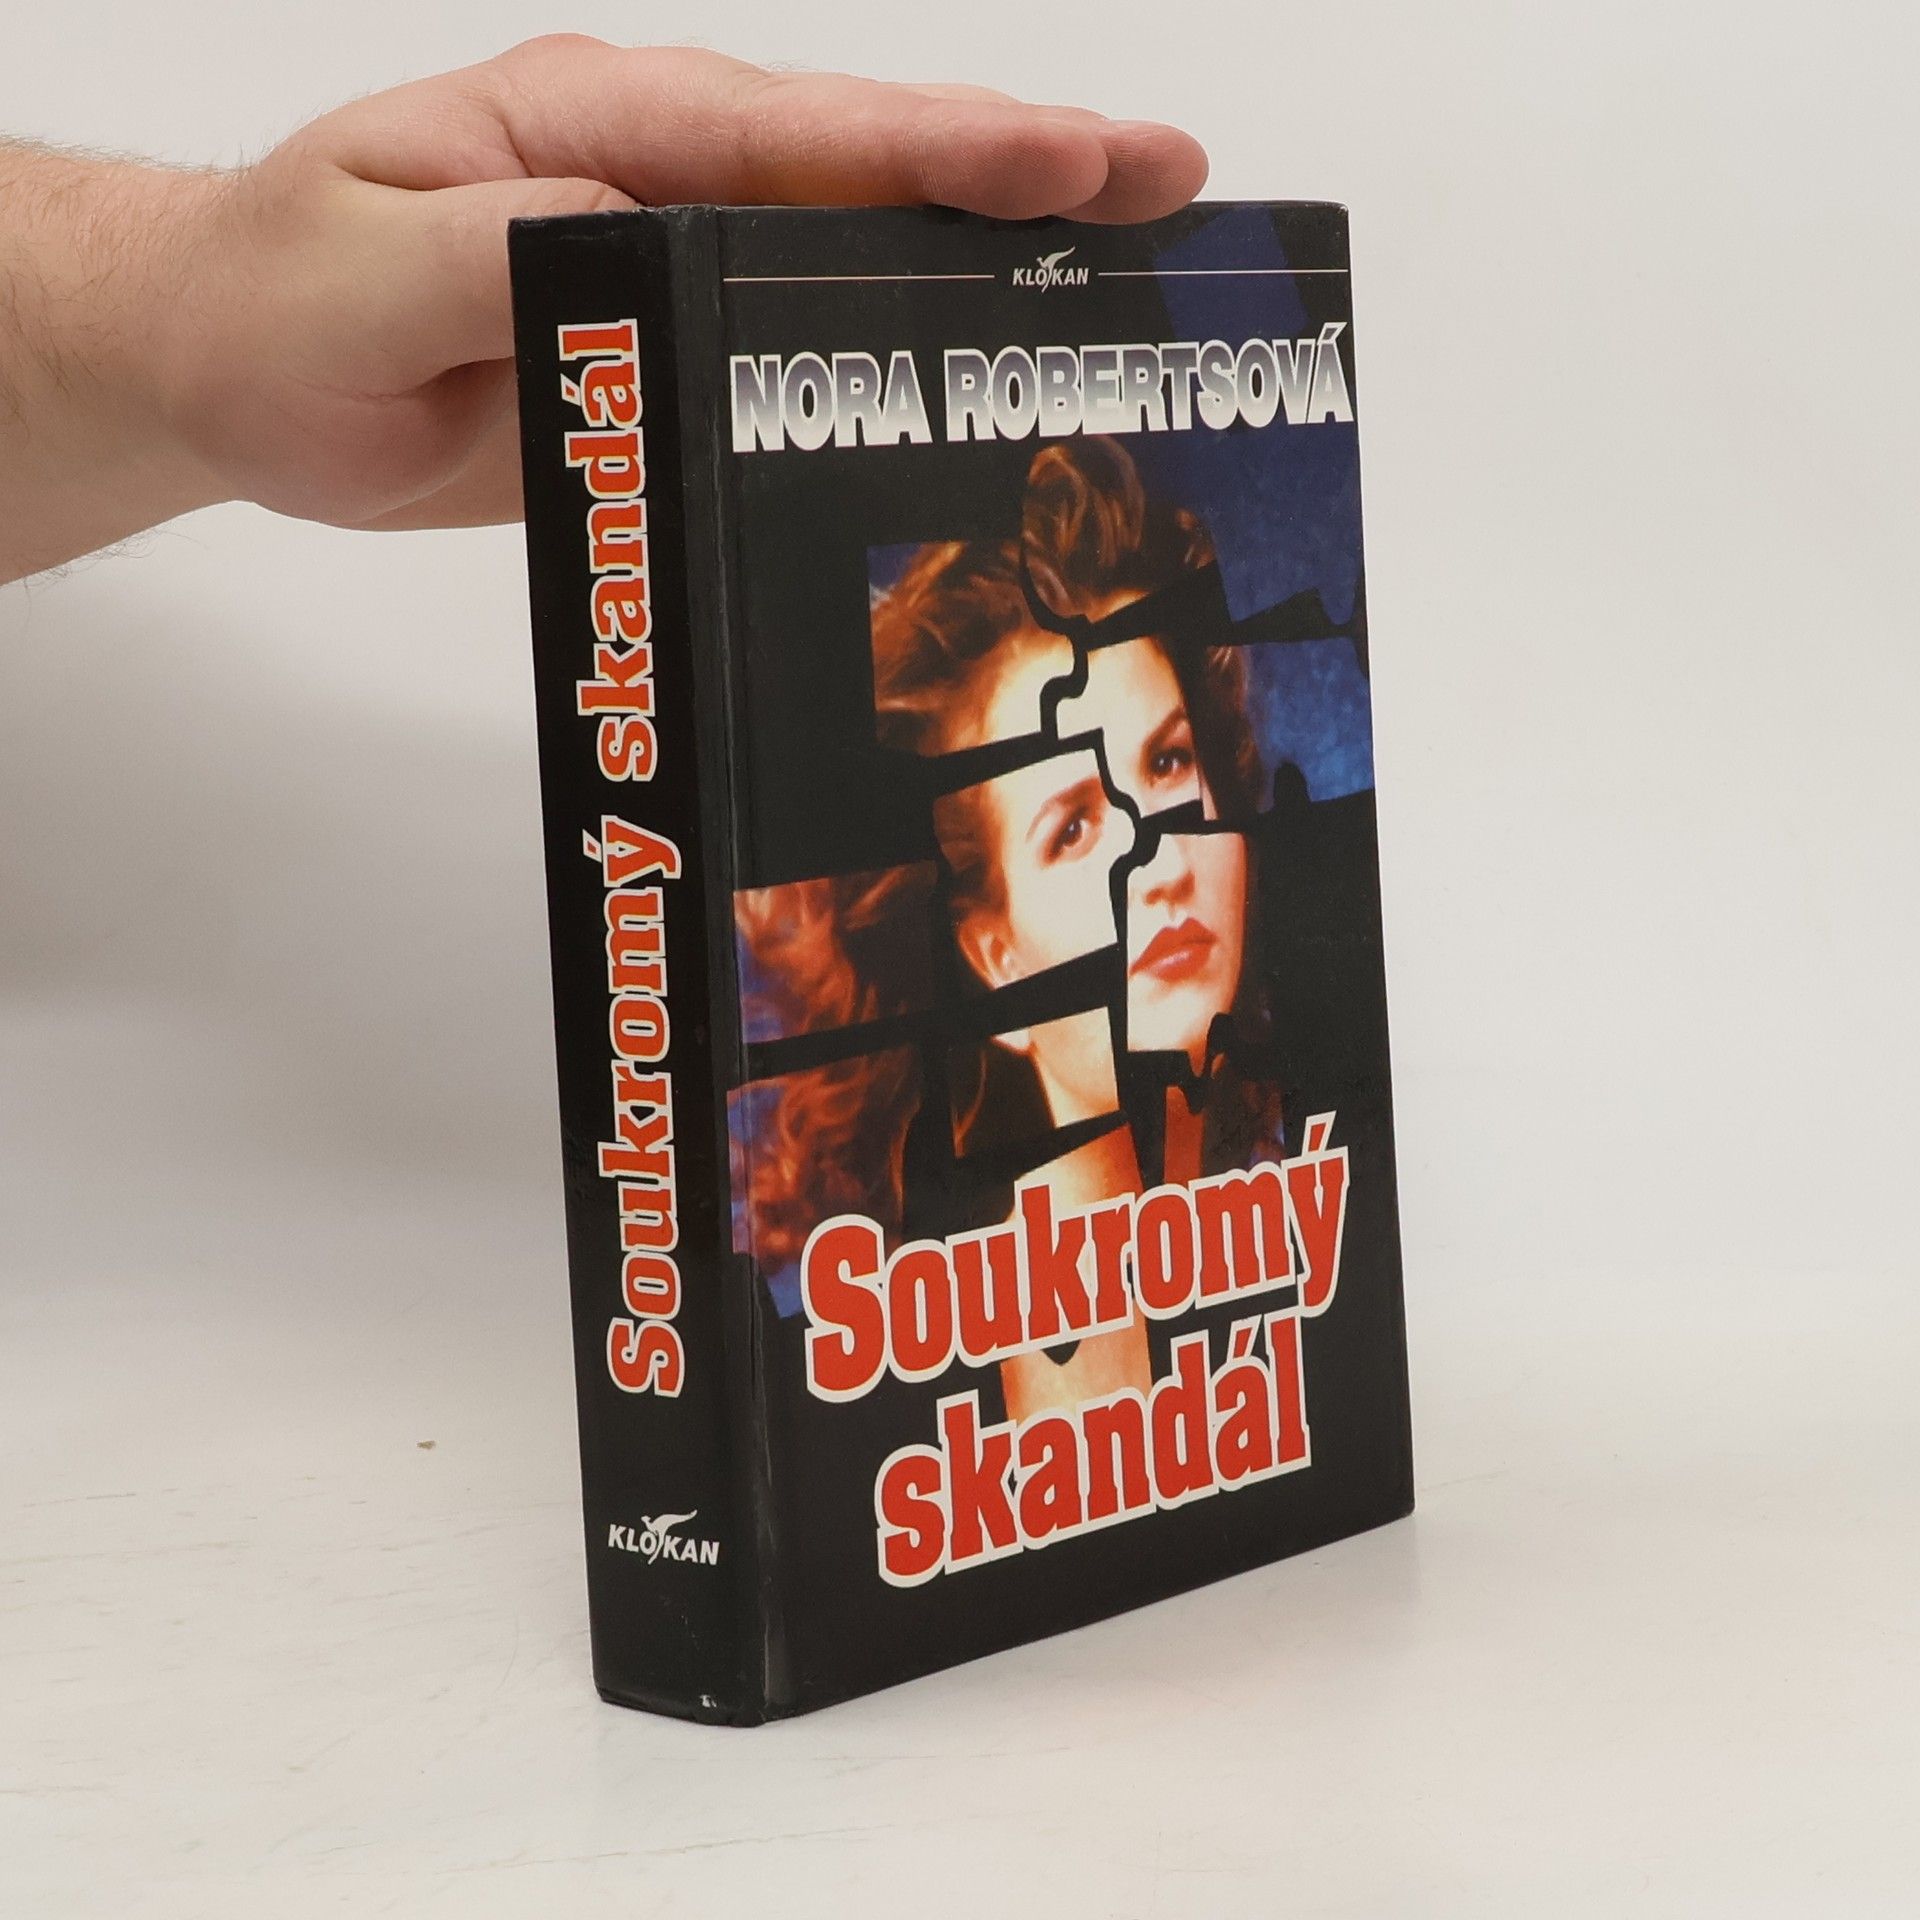 Soukromý skandál
KLOKAN
KLOKAN
NORA ROBERTSOVÁ
Soukromý
skandál